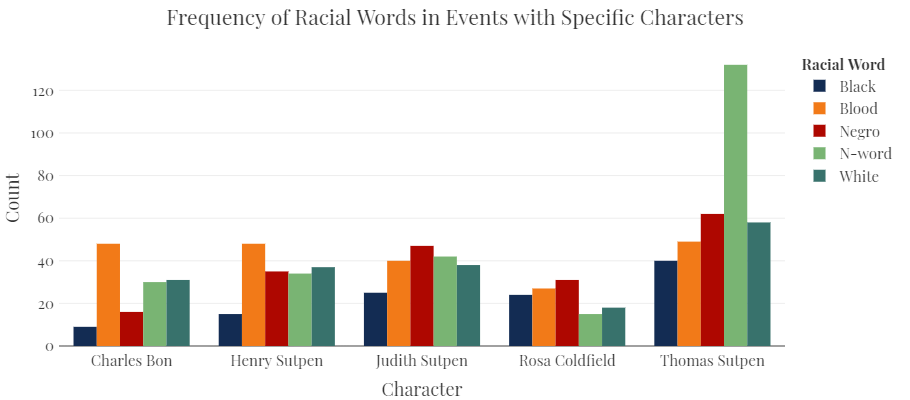 Frequency of Racial Words in Events with Specific Characters
Racial Word
Black
Blood
Negro
N-word
White
Count
120
100
80
60
40
20
0
Charles Bon
Henry Sutpen
Judith Sutpen
Rosa Coldfield
Thomas Sutpen
Character